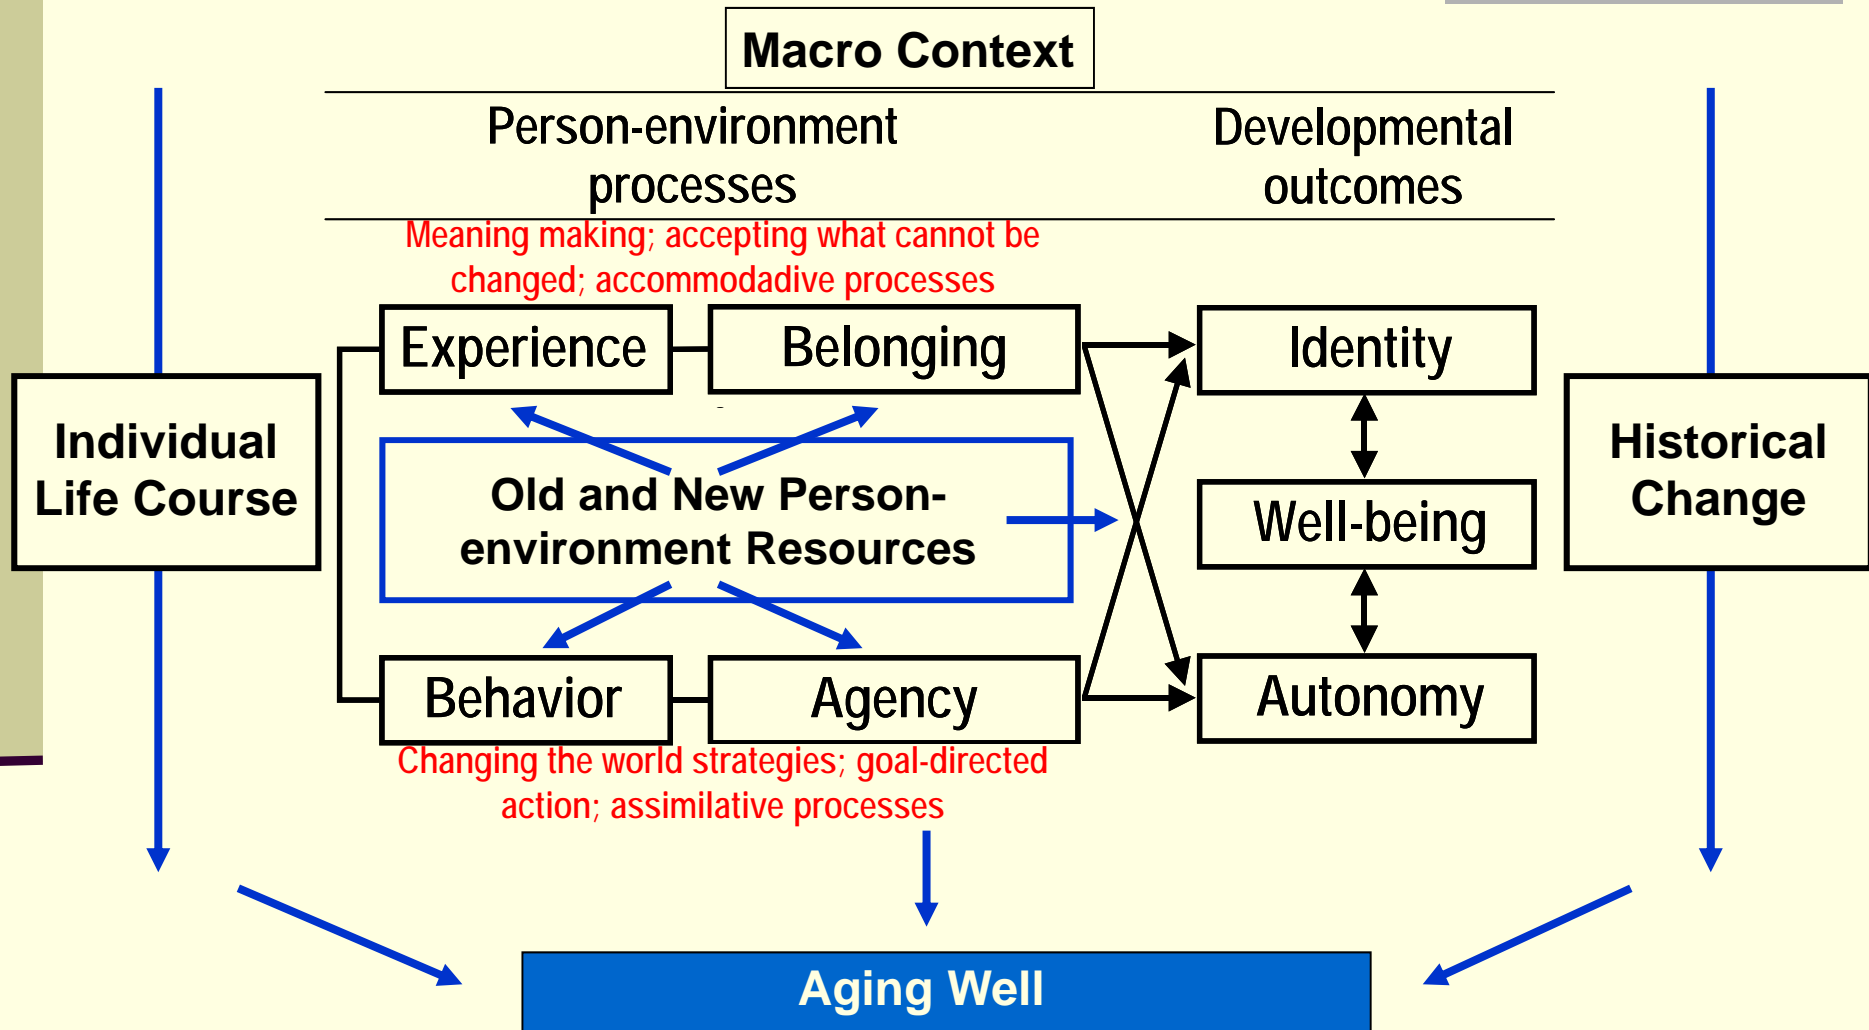 Macro Context
Person-environment
processes
Developmental
outcomes
Meaning making; accepting what cannot be
changed; accommodadive processes
Experience
Belonging
Identity
Individual
Life Course
Old and New Person-
environment Resources
Well-being
Historical
Change
Behavior
Agency
Autonomy
Changing the world strategies; goal-directed
action; assimilative processes
Aging Well